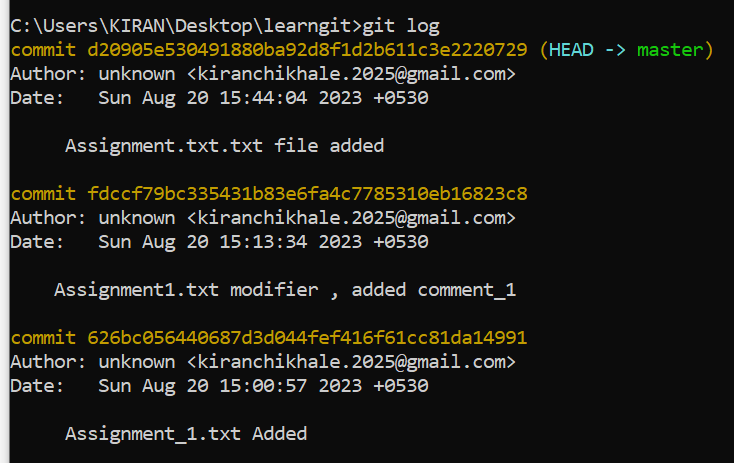 C:\Users\KIRAN\Desktop\learngit>git log
commit d20905e530491880ba92d8f1d2b611c3e2220729 (HEAD -> master)
Author: unknown <kiranchikhale.2025@gmail.com>
Date:   Sun Aug 20 15:44:04 2023 +0530
Assignment.txt.txt file added
commit fdccf79bc335431b83e6fa4c7785310eb16823c8
Author: unknown <kiranchikhale.2025@gmail.com>
Date:   Sun Aug 20 15:13:34 2023 +0530
Assignment1.txt modifier , added comment_1
commit 626bc056440687d3d044fef416f61cc81da14991
Author: unknown <kiranchikhale.2025@gmail.com>
Date:   Sun Aug 20 15:00:57 2023 +0530
Assignment_1.txt Added